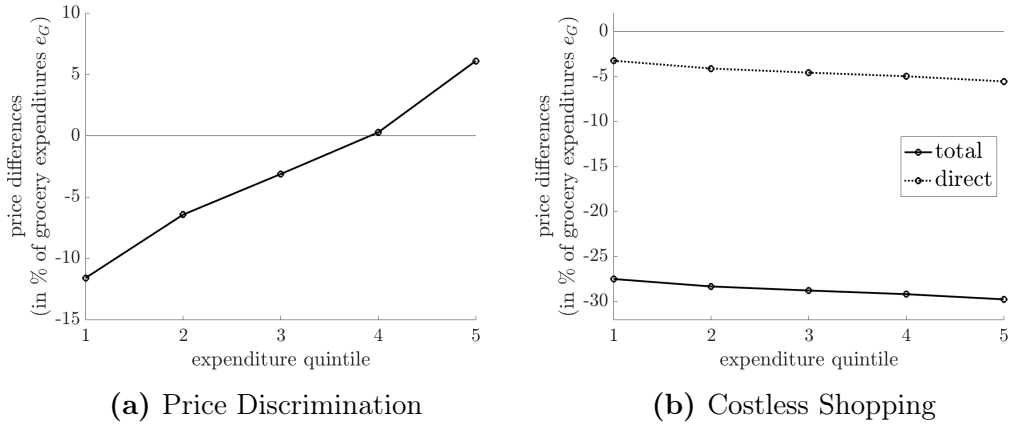 price differences
(in % of grocery expenditures e_G)
10
5
0
-5
-10
-15
1 2 3 4 5
expenditure quintile
(a) Price Discrimination
price differences
(in % of grocery expenditures e_G)
0
-5
-10
-15
-20
-25
-30
total
direct
1 2 3 4 5
expenditure quintile
(b) Costless Shopping